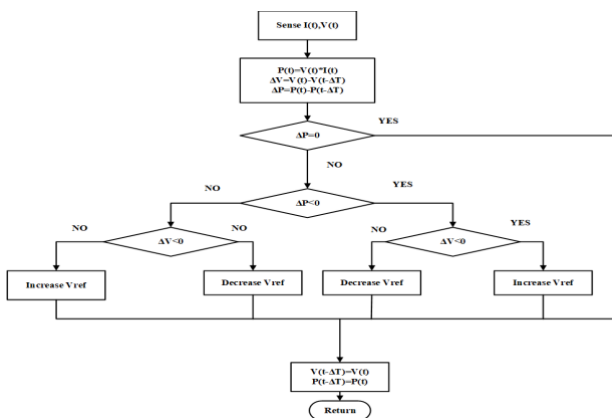 Sense I(t),V(t)
P(t)=V(t)*I(t)
ΔV=V(t)-V(t-ΔT)
ΔP=P(t)-P(t-ΔT)
YES
ΔP=0
NO
NO
YES
ΔP<0
NO
NO
NO
YES
ΔV<0
ΔV<0
Increase Vref
Decrease Vref
Decrease Vref
Increase Vref
V(t-ΔT)=V(t)
P(t-ΔT)=P(t)
Return